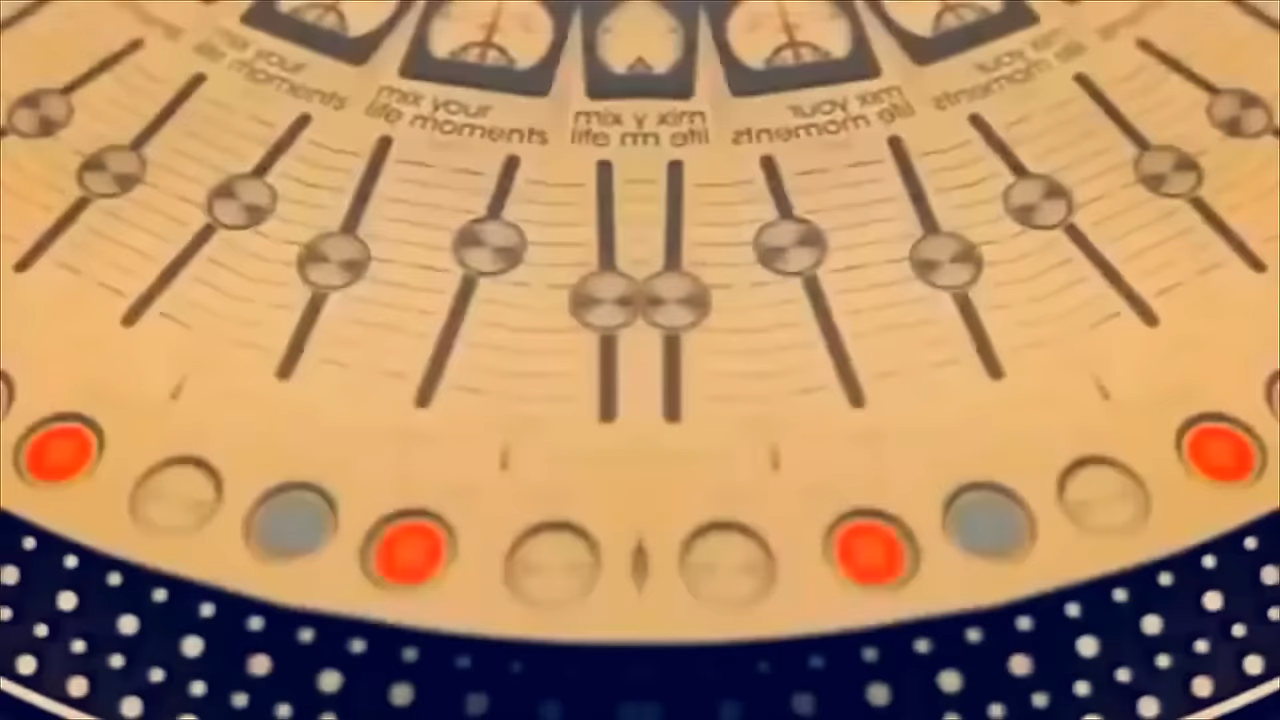 mix your
life moments
mix your
life moments
mix y xim
life m m efil
ruoy xim
stnemom efil
ruoy xim
stnemom efil